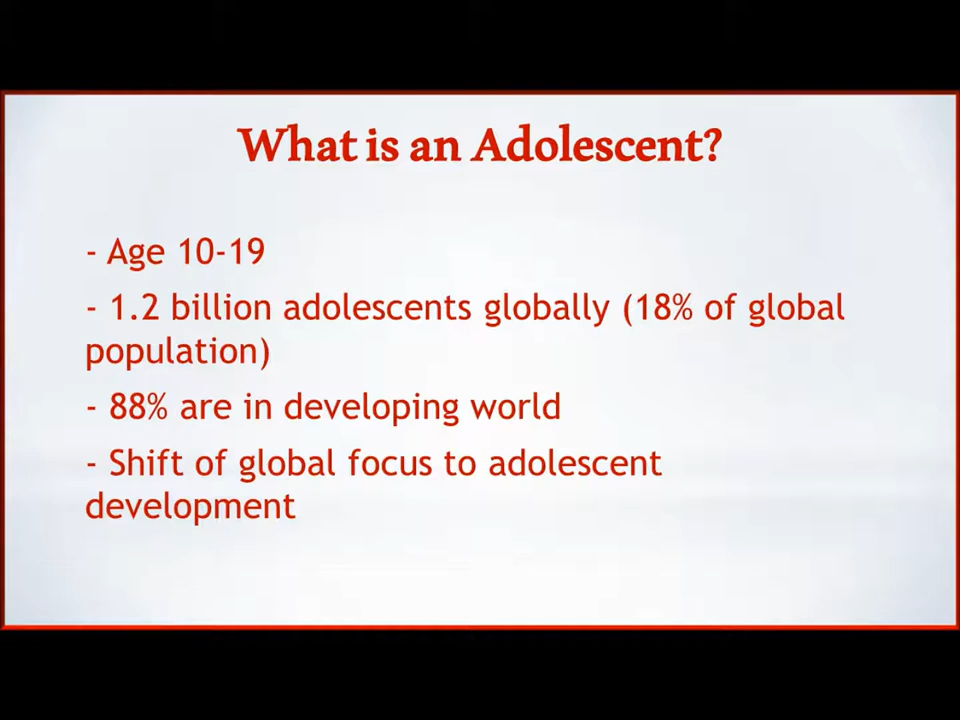 What is an Adolescent?
- Age 10-19
- 1.2 billion adolescents globally (18% of global
population)
- 88% are in developing world
- Shift of global focus to adolescent
development